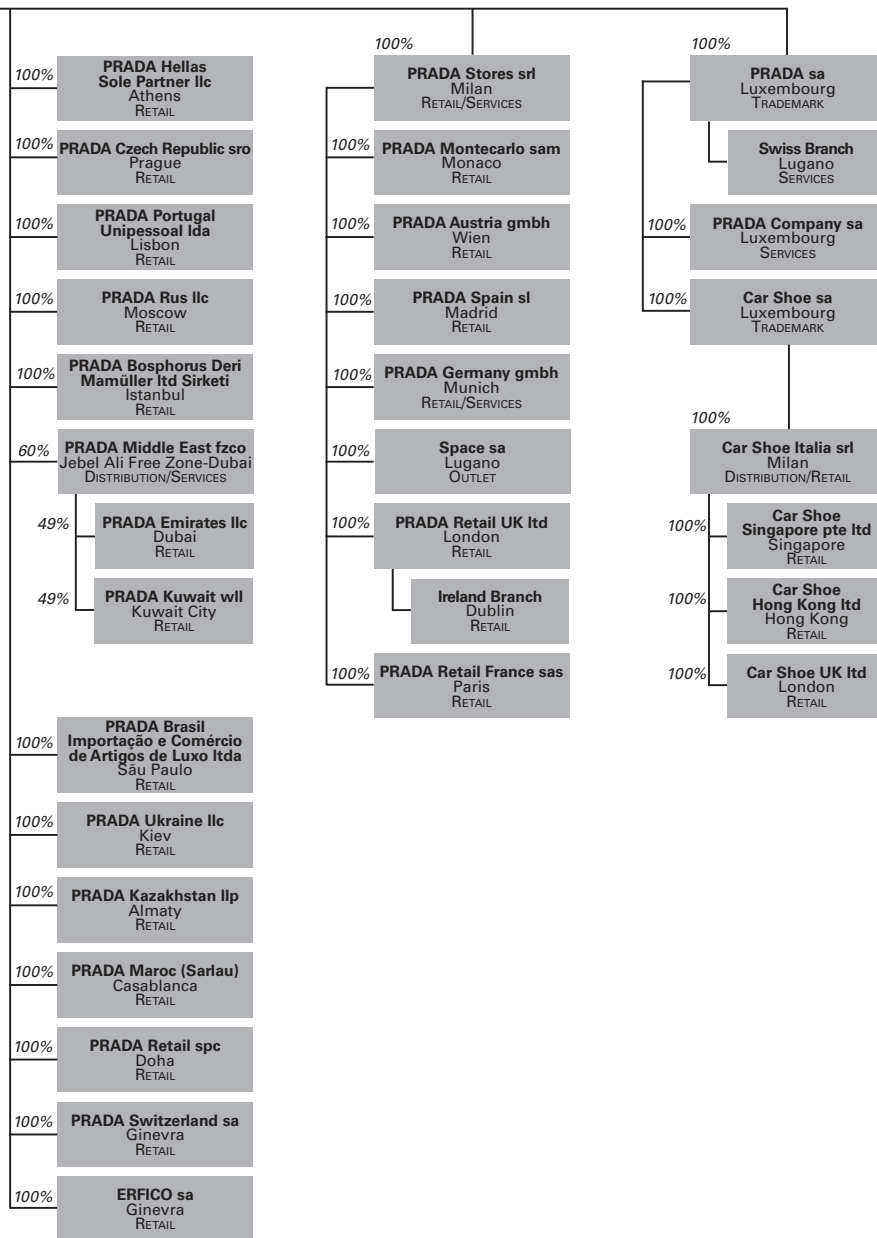 100%
PRADA Hellas
Sole Partner llc
Athens
RETAIL
100%
PRADA Czech Republic sro
Prague
RETAIL
100%
PRADA Portugal
Unipessoal lda
Lisbon
RETAIL
100%
PRADA Rus llc
Moscow
RETAIL
100%
PRADA Bosphorus Deri
Mamüller ltd Sirketi
Istanbul
RETAIL
60%
PRADA Middle East fzco
Jebel Ali Free Zone-Dubai
DISTRIBUTION/SERVICES
49%
PRADA Emirates llc
Dubai
RETAIL
49%
PRADA Kuwait wll
Kuwait City
RETAIL
100%
PRADA Brasil
Importação e Comércio
de Artigos de Luxo ltda
Sãu Paulo
RETAIL
100%
PRADA Ukraine llc
Kiev
RETAIL
100%
PRADA Kazakhstan llp
Almaty
RETAIL
100%
PRADA Maroc (Sarlau)
Casablanca
RETAIL
100%
PRADA Retail spc
Doha
RETAIL
100%
PRADA Switzerland sa
Ginevra
RETAIL
100%
ERFICO sa
Ginevra
RETAIL
100%
PRADA Stores srl
Milan
RETAIL/SERVICES
100%
PRADA Montecarlo sam
Monaco
RETAIL
100%
PRADA Austria gmbh
Wien
RETAIL
100%
PRADA Spain sl
Madrid
RETAIL
100%
PRADA Germany gmbh
Munich
RETAIL/SERVICES
100%
Space sa
Lugano
OUTLET
100%
PRADA Retail UK ltd
London
RETAIL
Ireland Branch
Dublin
RETAIL
100%
PRADA Retail France sas
Paris
RETAIL
100%
PRADA sa
Luxembourg
TRADEMARK
Swiss Branch
Lugano
SERVICES
100%
PRADA Company sa
Luxembourg
SERVICES
100%
Car Shoe sa
Luxembourg
TRADEMARK
100%
Car Shoe Italia srl
Milan
DISTRIBUTION/RETAIL
100%
Car Shoe
Singapore pte ltd
Singapore
RETAIL
100%
Car Shoe
Hong Kong ltd
Hong Kong
RETAIL
100%
Car Shoe UK ltd
London
RETAIL